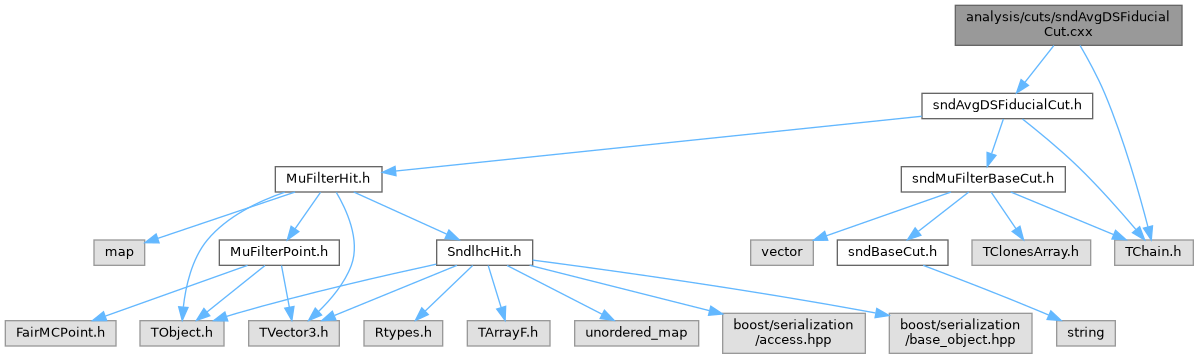 analysis/cuts/sndAvgDSFiducial
Cut.cxx
sndAvgDSFiducialCut.h
MuFilterHit.h
sndMuFilterBaseCut.h
map
MuFilterPoint.h
SndlhcHit.h
vector
sndBaseCut.h
TClonesArray.h
TChain.h
FairMCPoint.h
TObject.h
TVector3.h
Rtypes.h
TArrayF.h
unordered_map
boost/serialization
/access.hpp
boost/serialization
/base_object.hpp
string